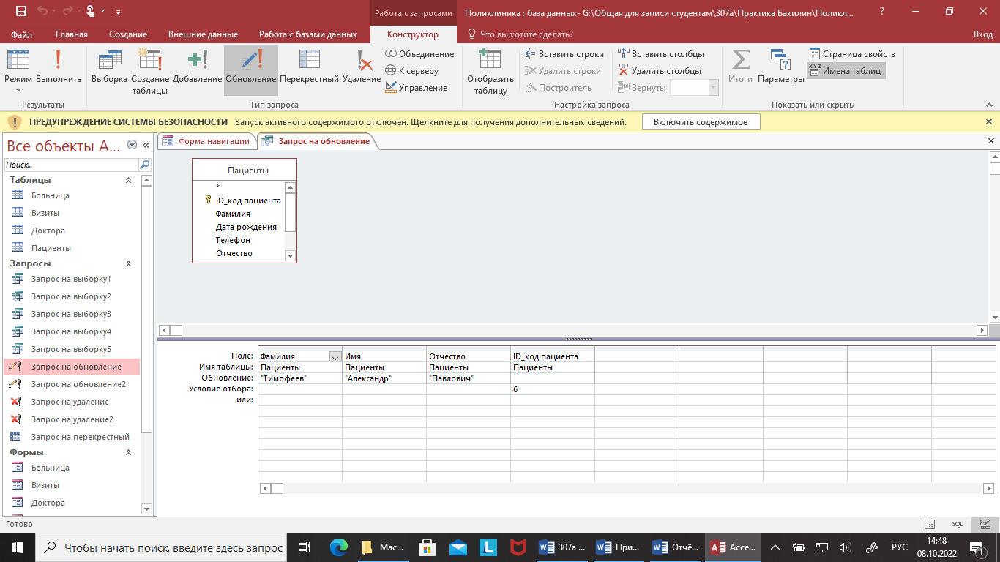 Работа с запросами
Поликлиника : база данных- G:\Общая для записи студентам\307а\Практика Бахилин\Поликл...
?
Файл Главная Создание Внешние данные Работа с базами данных Конструктор Что вы хотите сделать? Вход
Режим Выполнить
Выборка Создание таблицы Добавление Обновление Перекрестный Удаление
Объединение
К серверу
Управление
Отобразить таблицу
Вставить строки
Удалить строки
Построитель
Вставить столбцы
Удалить столбцы
Вернуть:
Итоги Параметры
Страница свойств
XYZ Имена таблиц
Результаты Тип запроса Настройка запроса Показать или скрыть
ПРЕДУПРЕЖДЕНИЕ СИСТЕМЫ БЕЗОПАСНОСТИ Запуск активного содержимого отключен. Щелкните для получения дополнительных сведений. Включить содержимое
Все объекты A...
Поиск...
Таблицы
Больница
Визиты
Доктора
Пациенты
Запросы
Запрос на выборку1
Запрос на выборку2
Запрос на выборку3
Запрос на выборку4
Запрос на выборку5
Запрос на обновление
Запрос на обновление2
Запрос на удаление
Запрос на удаление2
Запрос на перекрестный
Формы
Больница
Визиты
Доктора
Форма навигации Запрос на обновление
Пациенты
*
ID_код пациента
Фамилия
Дата рождения
Телефон
Отчество
Поле: Фамилия Имя Отчество ID_код пациента
Имя таблицы: Пациенты Пациенты Пациенты Пациенты
Обновление: "Тимофеев" "Александр" "Павлович"
Условие отбора: 6
или:
Готово
SQL
Чтобы начать поиск, введите здесь запрос
Мас...
307а ...
При...
Отчё...
Acce...
РУС
14:48
08.10.2022
1